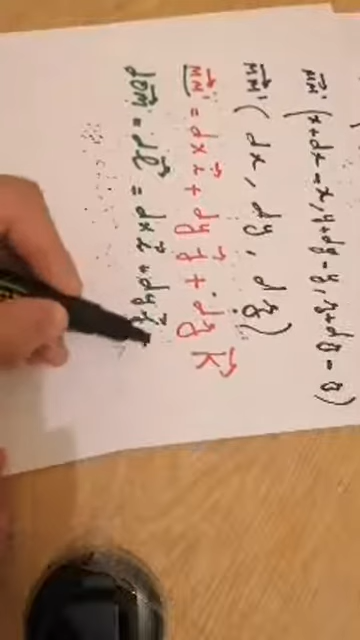 MM⃗' (x+dx-x, y+dy-y, z+dz-z)
MM⃗' ( dx, dy, dz )
MM⃗' = dx i⃗ + dy j⃗ + dz k⃗
dOM⃗ = dl⃗ = dx i⃗ + dy j⃗